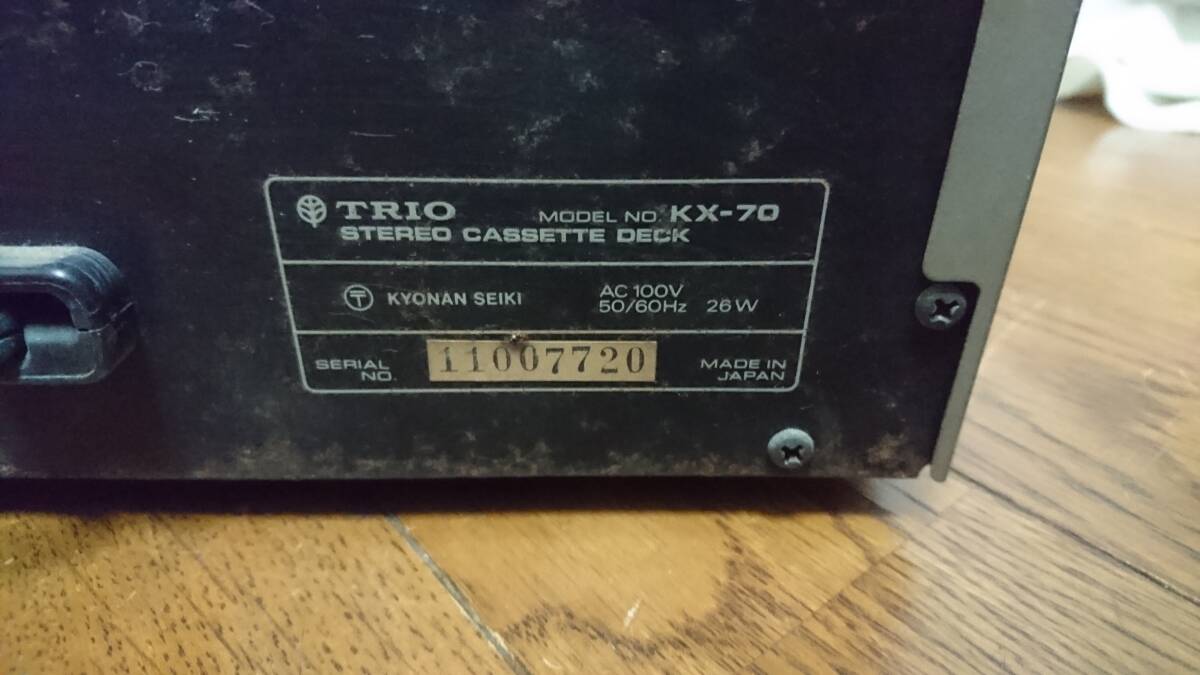 TRIO MODEL NO. KX-70
STEREO CASSETTE DECK
〒 KYONAN SEIKI AC 100V
50/60Hz 26W
SERIAL NO. 11007720 MADE IN JAPAN